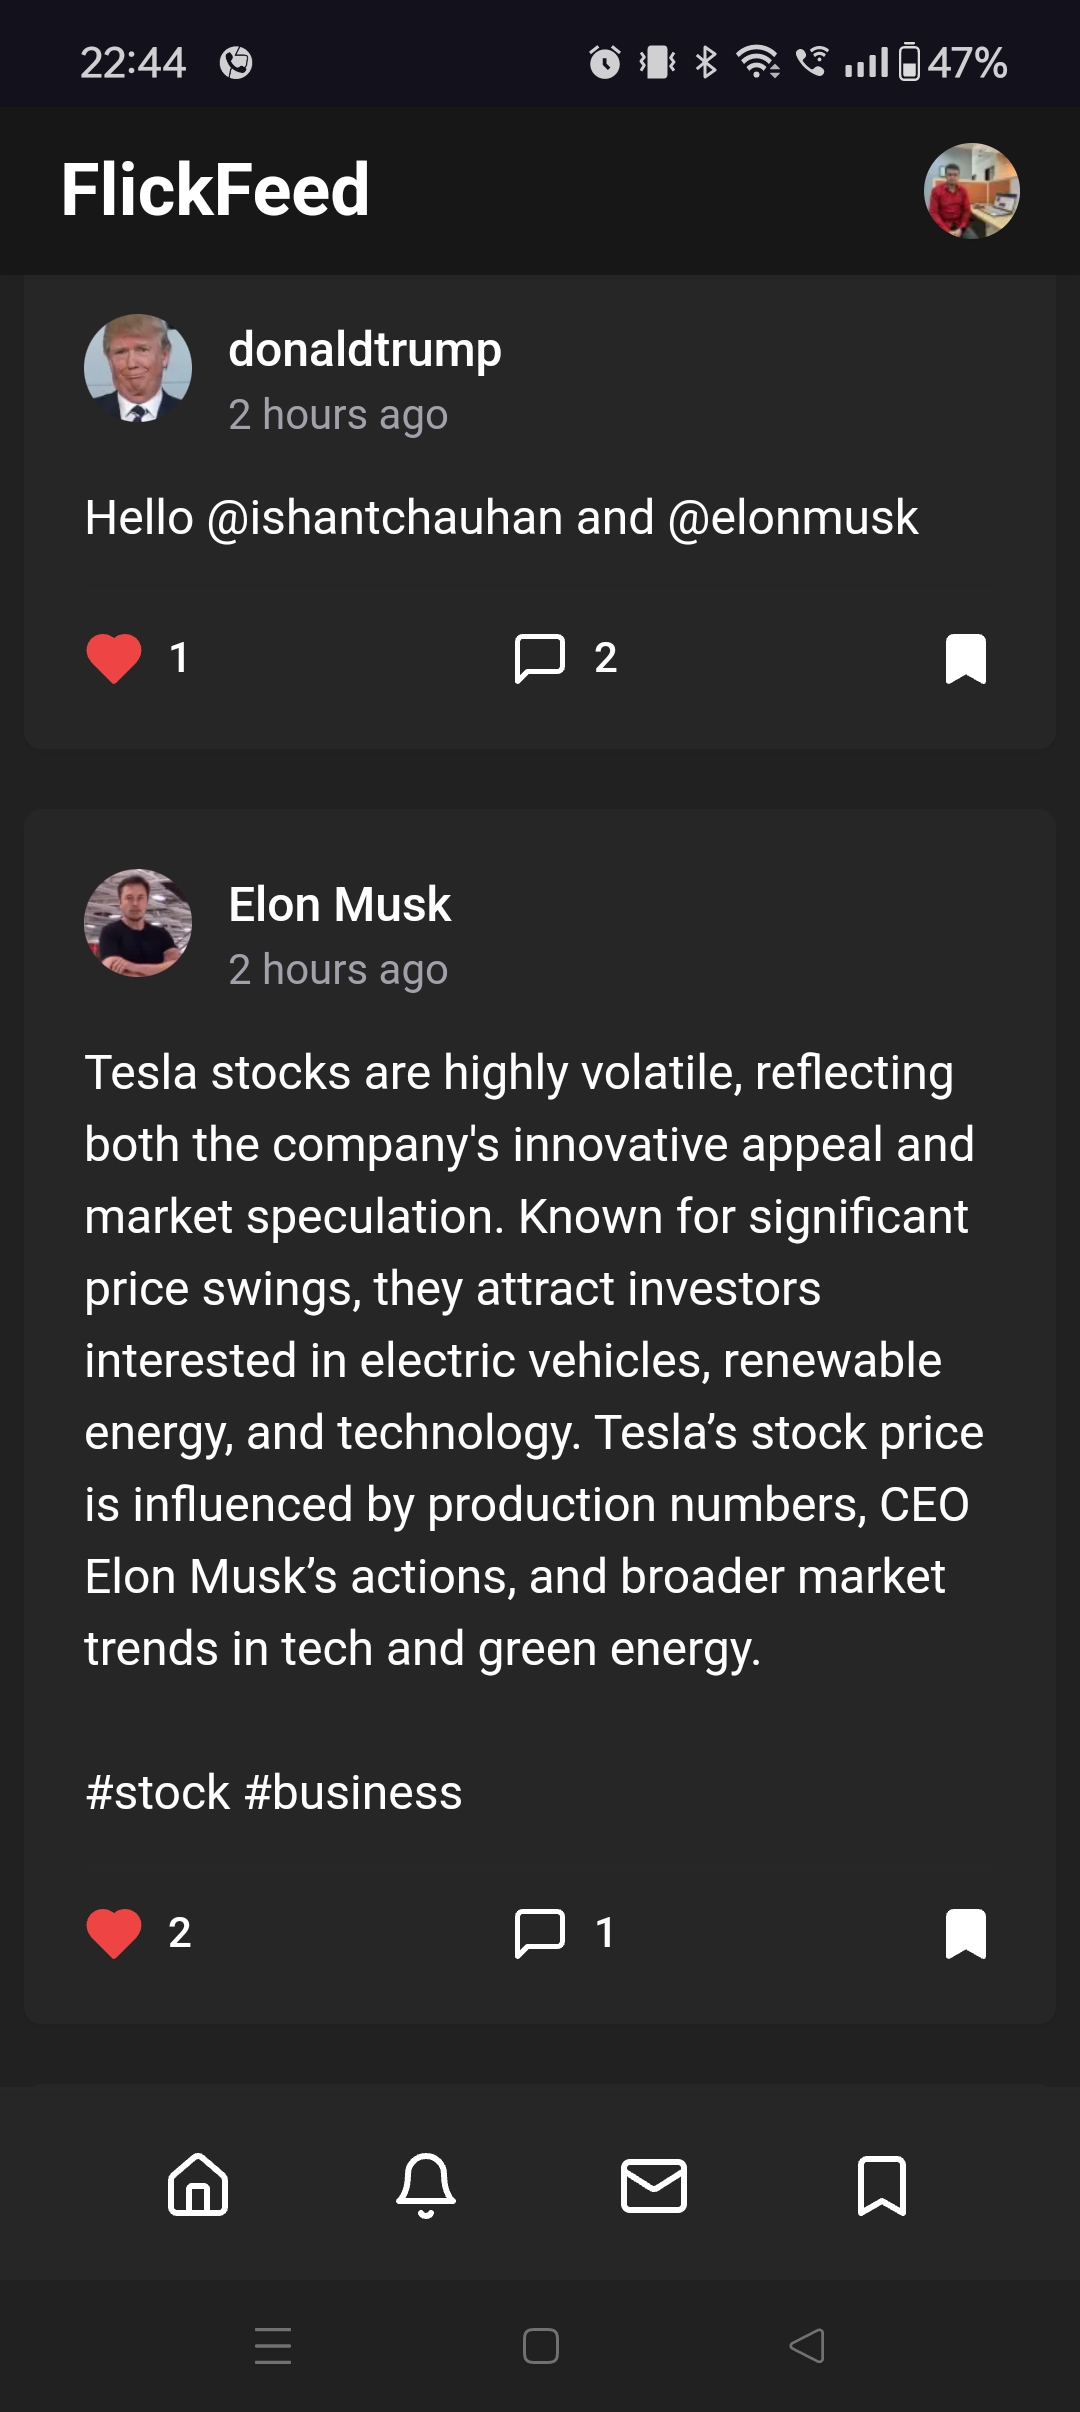 22:44
47%
FlickFeed
donaldtrump
2 hours ago
Hello @ishantchauhan and @elonmusk
1
2
Elon Musk
2 hours ago
Tesla stocks are highly volatile, reflecting
both the company's innovative appeal and
market speculation. Known for significant
price swings, they attract investors
interested in electric vehicles, renewable
energy, and technology. Tesla’s stock price
is influenced by production numbers, CEO
Elon Musk’s actions, and broader market
trends in tech and green energy.
#stock #business
2
1